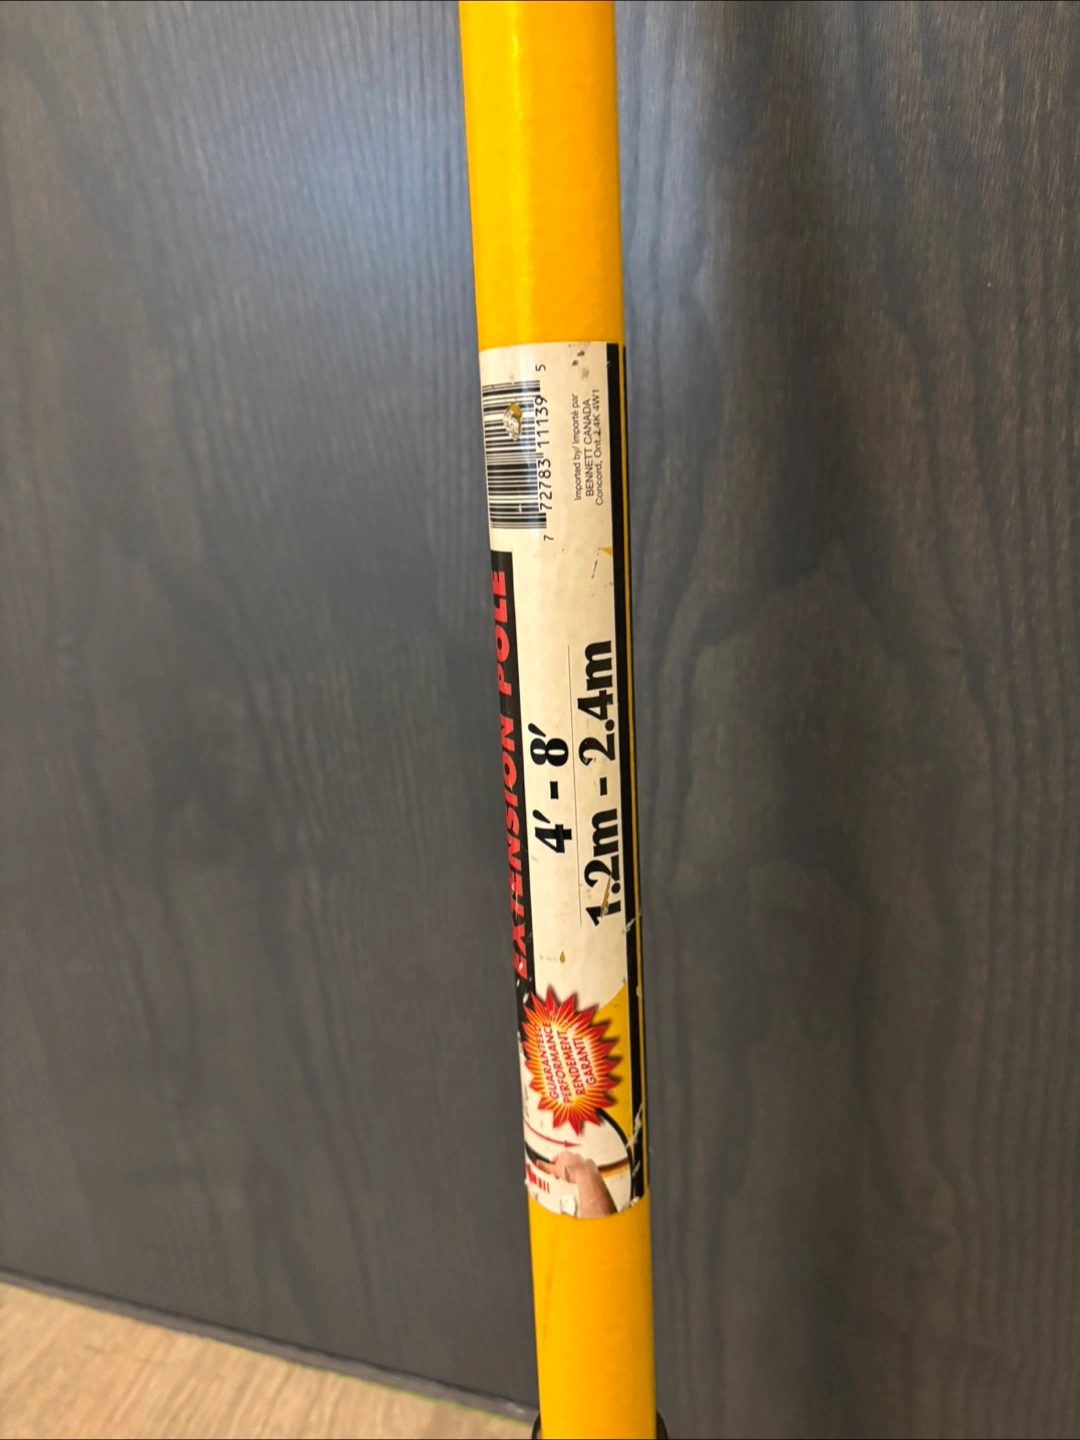 EXTENSION POLE
4' - 8'
1.2m - 2.4m
7 72783 11139 5
Imported by/ Importé par
BENNETT CANADA
Concord, Ont. L4K 4W1
GUARANTEED
PERFORMANCE
RENDEMENT
GARANTI